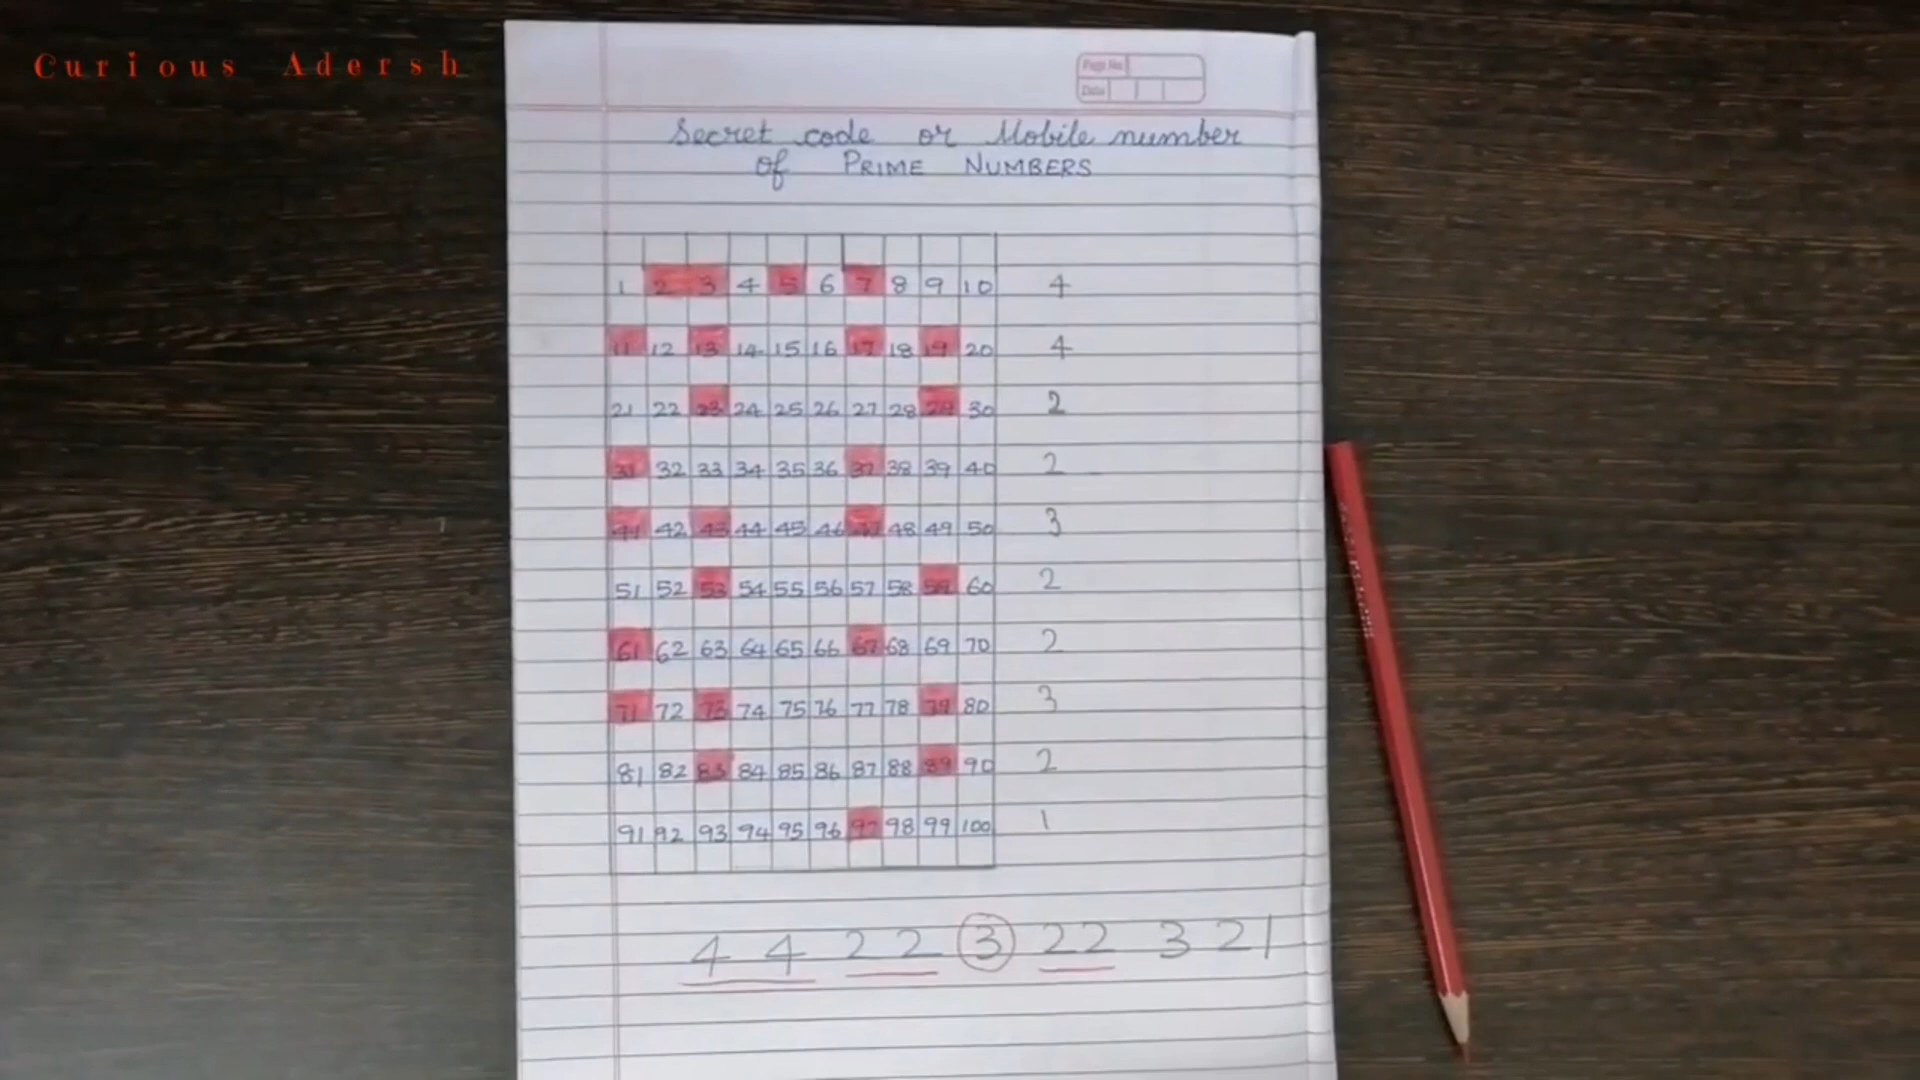 Curious Adersh
Page No
Date
Secret code or Mobile number
of PRIME NUMBERS
1 2 3 4 5 6 7 8 9 10 4
11 12 13 14 15 16 17 18 19 20 4
21 22 23 24 25 26 27 28 29 30 2
31 32 33 34 35 36 37 38 39 40 2
41 42 43 44 45 46 47 48 49 50 3
51 52 53 54 55 56 57 58 59 60 2
61 62 63 64 65 66 67 68 69 70 2
71 72 73 74 75 76 77 78 79 80 3
81 82 83 84 85 86 87 88 89 90 2
91 92 93 94 95 96 97 98 99 100 1
4 4 2 2 3 22 3 2 1